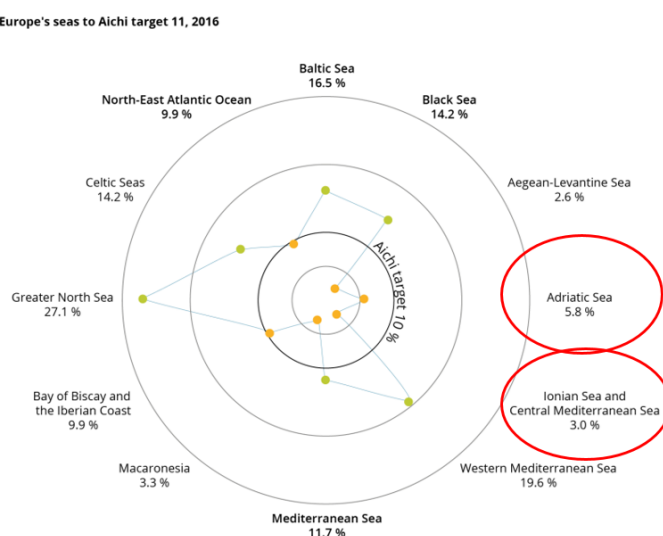 Europe's seas to Aichi target 11, 2016
Baltic Sea
16.5 %
North-East Atlantic Ocean
9.9 %
Black Sea
14.2 %
Celtic Seas
14.2 %
Aegean-Levantine Sea
2.6 %
Aichi target 10 %
Greater North Sea
27.1 %
Adriatic Sea
5.8 %
Bay of Biscay and
the Iberian Coast
9.9 %
Ionian Sea and
Central Mediterranean Sea
3.0 %
Macaronesia
3.3 %
Western Mediterranean Sea
19.6 %
Mediterranean Sea
11.7 %